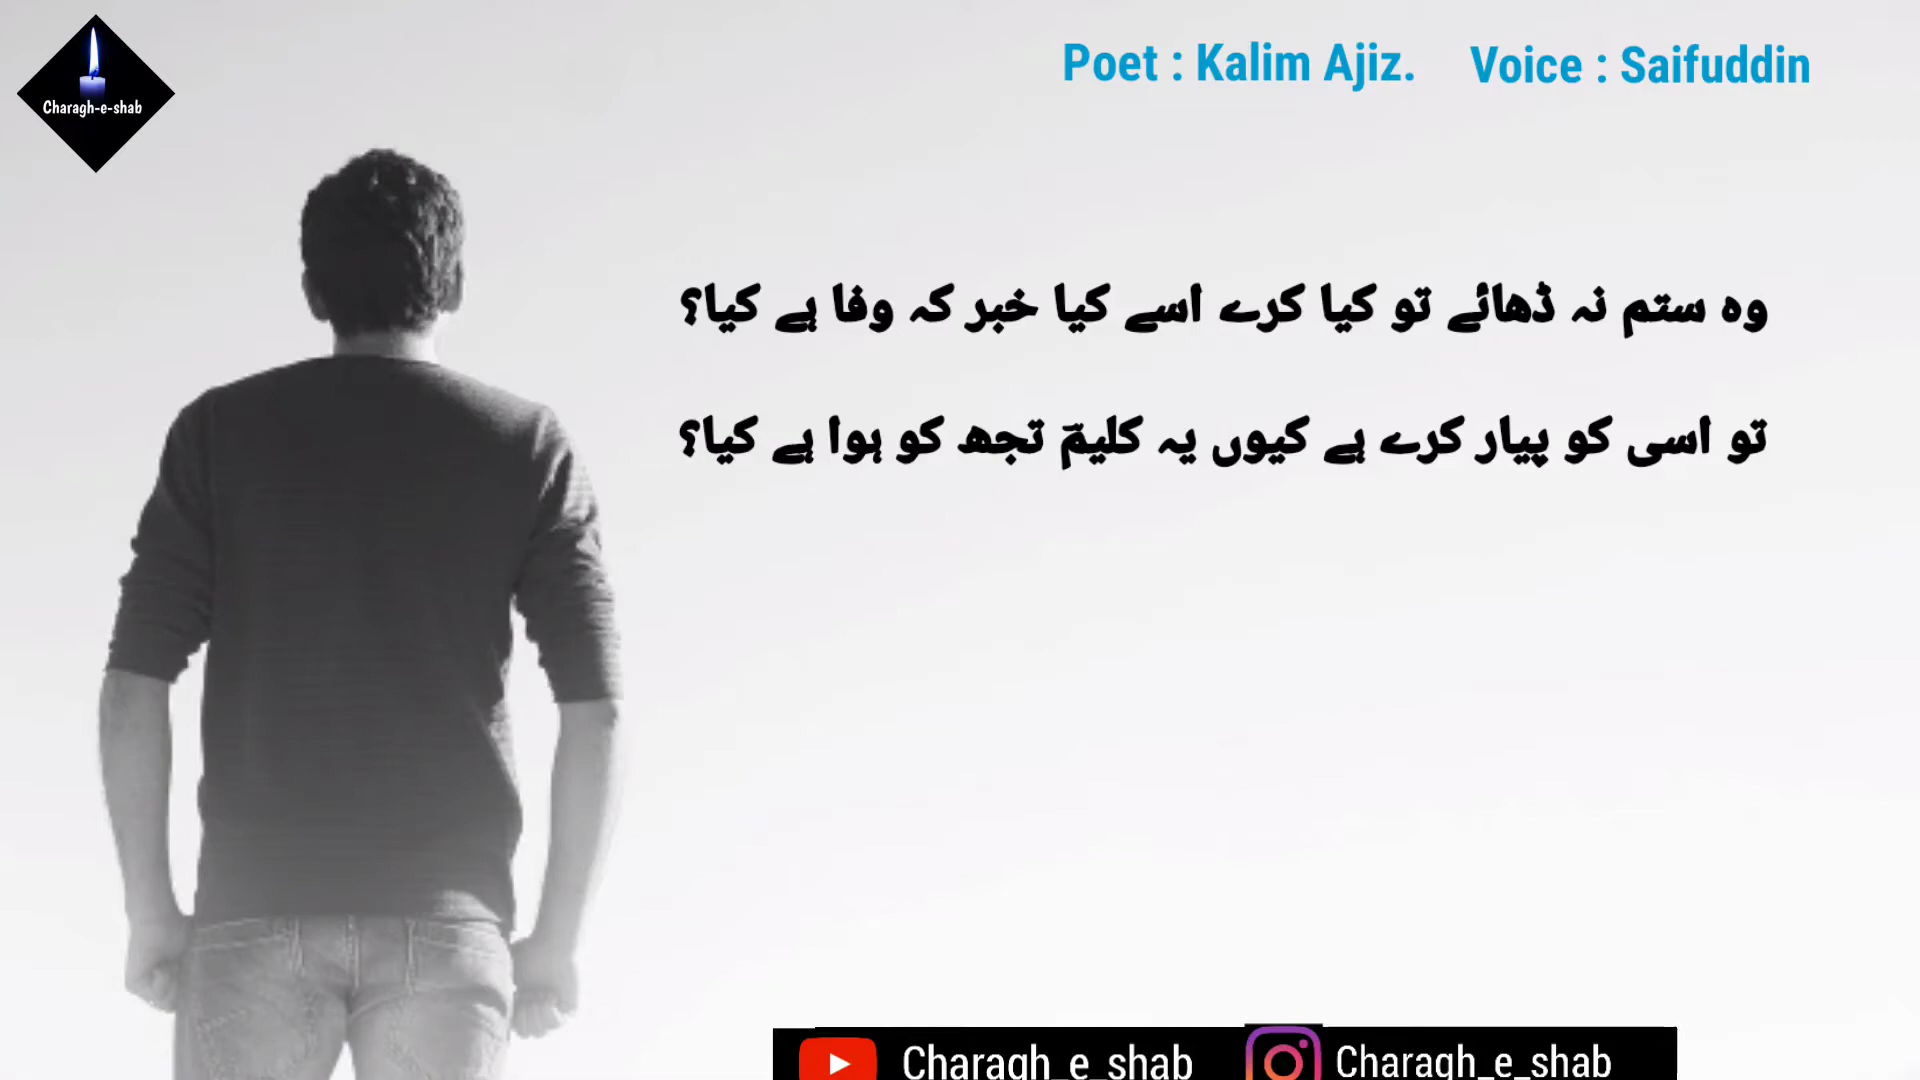 Charagh-e-shab
Poet : Kalim Ajiz. Voice : Saifuddin
وہ ستم نہ ڈھائے تو کیا کرے اسے کیا خبر کہ وفا ہے کیا؟
تو اسی کو پیار کرے ہے کیوں یہ کلیمؔ تجھ کو ہوا ہے کیا؟
Charagh_e_shab Charagh_e_shab